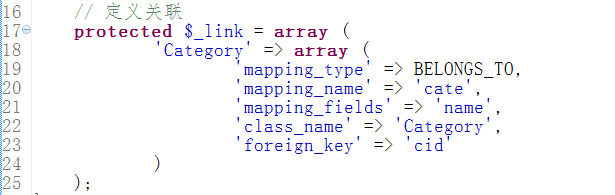 16 // 定义关联
17 protected $_link = array (
18 'Category' => array (
19 'mapping_type' => BELONGS_TO,
20 'mapping_name' => 'cate',
21 'mapping_fields' => 'name',
22 'class_name' => 'Category',
23 'foreign_key' => 'cid'
24 )
25 );